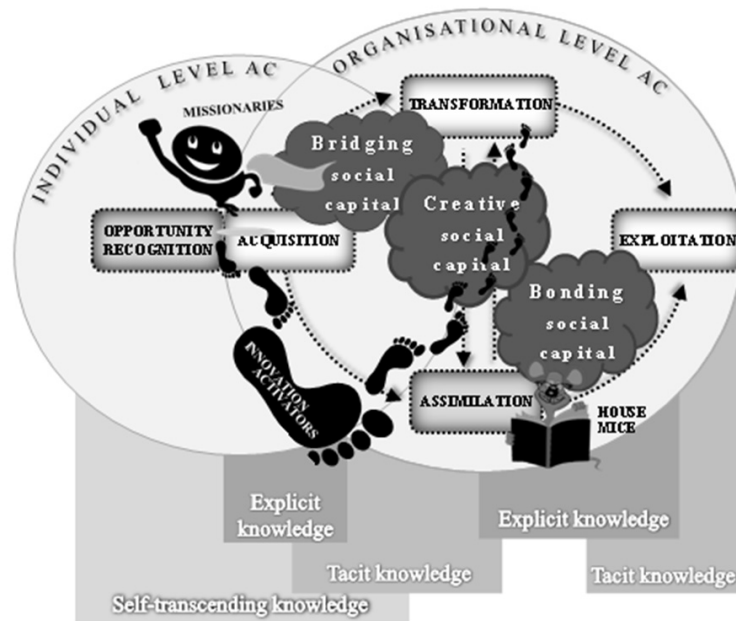 INDIVIDUAL LEVEL AC
ORGANISATIONAL LEVEL AC
MISSIONARIES
TRANSFORMATION
Bridging
social
capital
OPPORTUNITY
RECOGNITION
ACQUISITION
Creative
social
capital
EXPLOITATION
Bonding
social
capital
INNOVATION
ACTIVATORS
ASSIMILATION
HOUSE
MICE
Explicit
knowledge
Explicit knowledge
Tacit knowledge
Tacit knowledge
Self-transcending knowledge